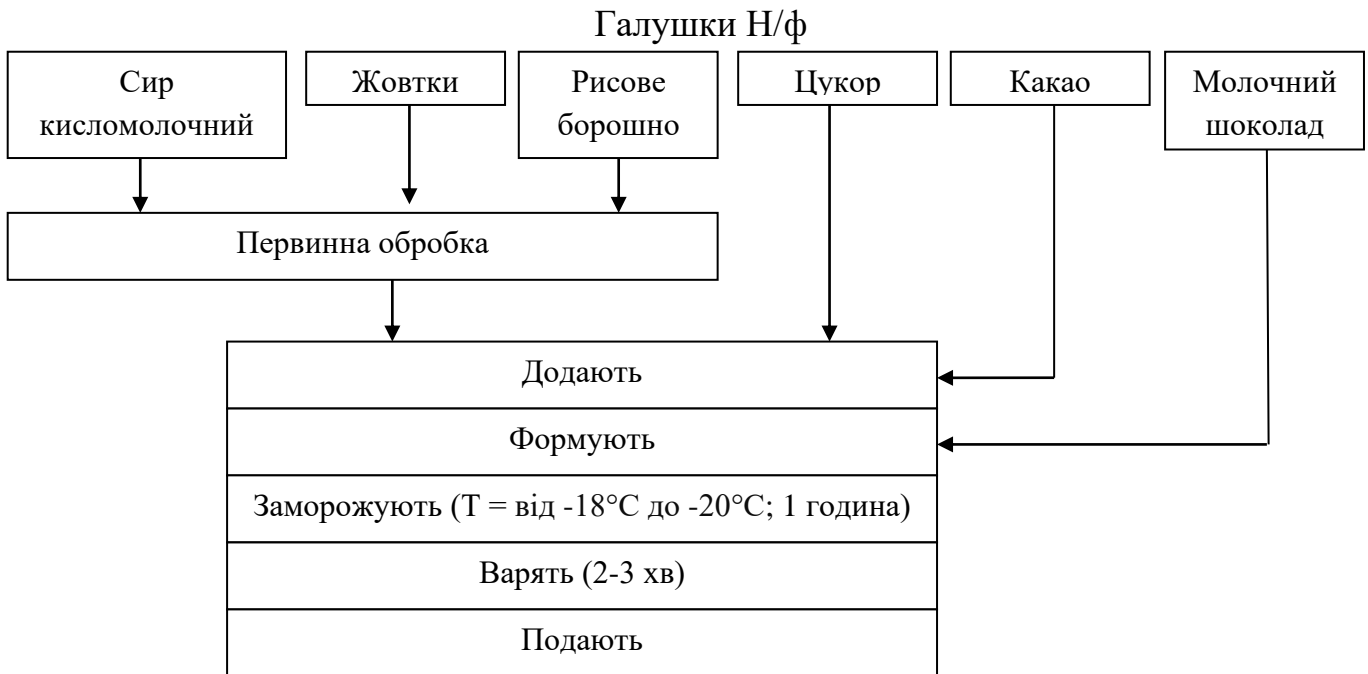 Галушки Н/ф
Сир
кисломолочний
Жовтки
Рисове
борошно
Цукор
Какао
Молочний
шоколад
Первинна обробка
Додають
Формують
Заморожують (Т = від -18°С до -20°С; 1 година)
Варять (2-3 хв)
Подають